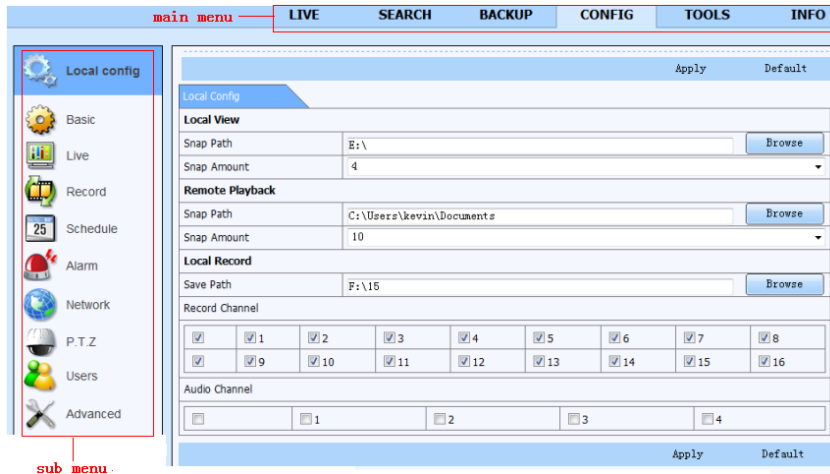 main menu
LIVE SEARCH BACKUP CONFIG TOOLS INFO
Local config
Basic
Live
Record
25 Schedule
Alarm
Network
P.T.Z
Users
Advanced
sub menu.
Apply Default
Local Config
Local View
Snap Path E:\ Browse
Snap Amount 4
Remote Playback
Snap Path C:\Users\kevin\Documents Browse
Snap Amount 10
Local Record
Save Path F:\15 Browse
Record Channel
1 2 3 4 5 6 7 8
9 10 11 12 13 14 15 16
Audio Channel
1 2 3 4
Apply Default